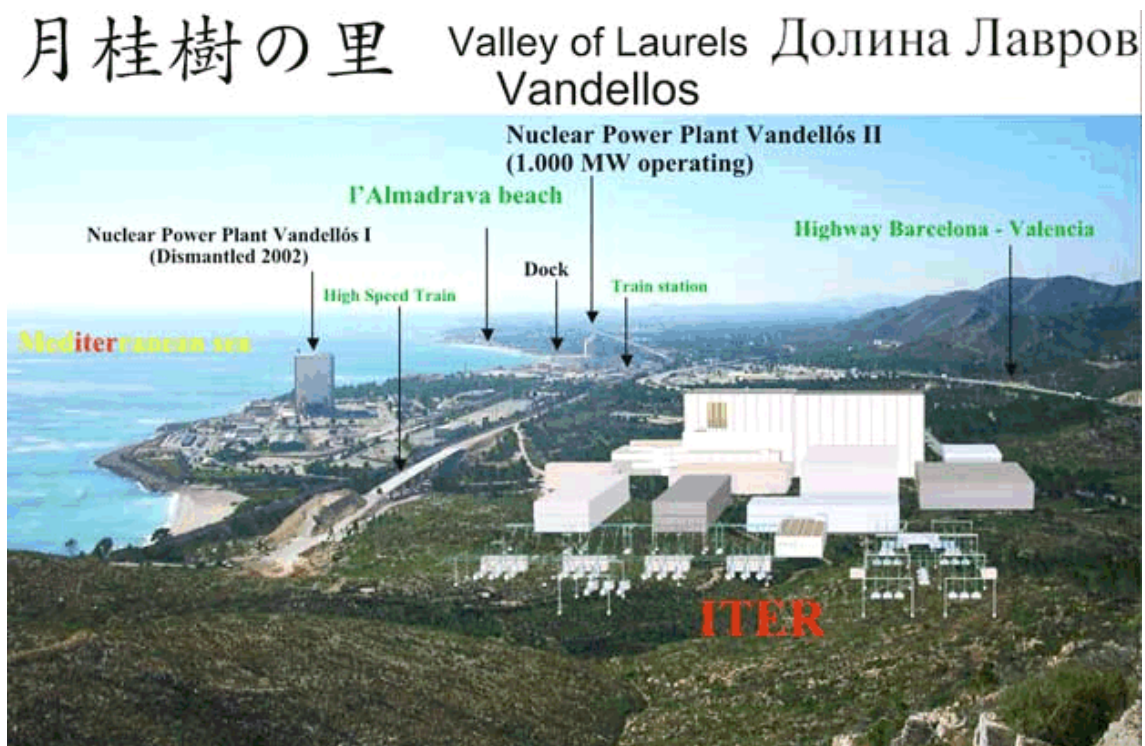 月桂樹の里
Valley of Laurels
Vandellos
Долина Лавров
Nuclear Power Plant Vandellós II
(1.000 MW operating)
l'Almadrava beach
Highway Barcelona - Valencia
Nuclear Power Plant Vandellós I
(Dismantled 2002)
Dock
Train station
High Speed Train
Mediterranean sea
ITER